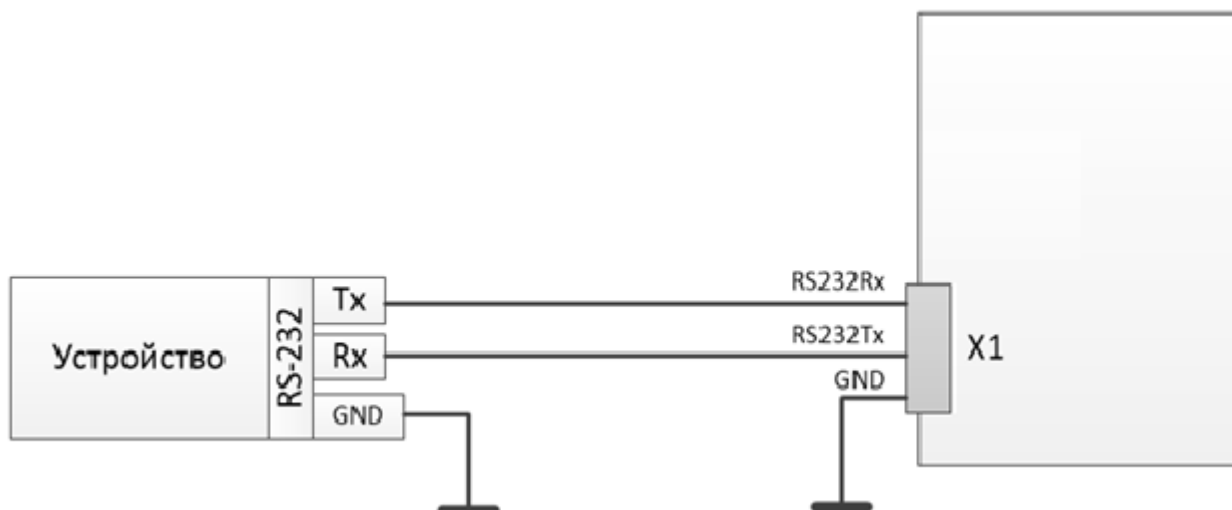 Устройство
RS-232
Tx
Rx
GND
RS232Rx
RS232Tx
GND
X1